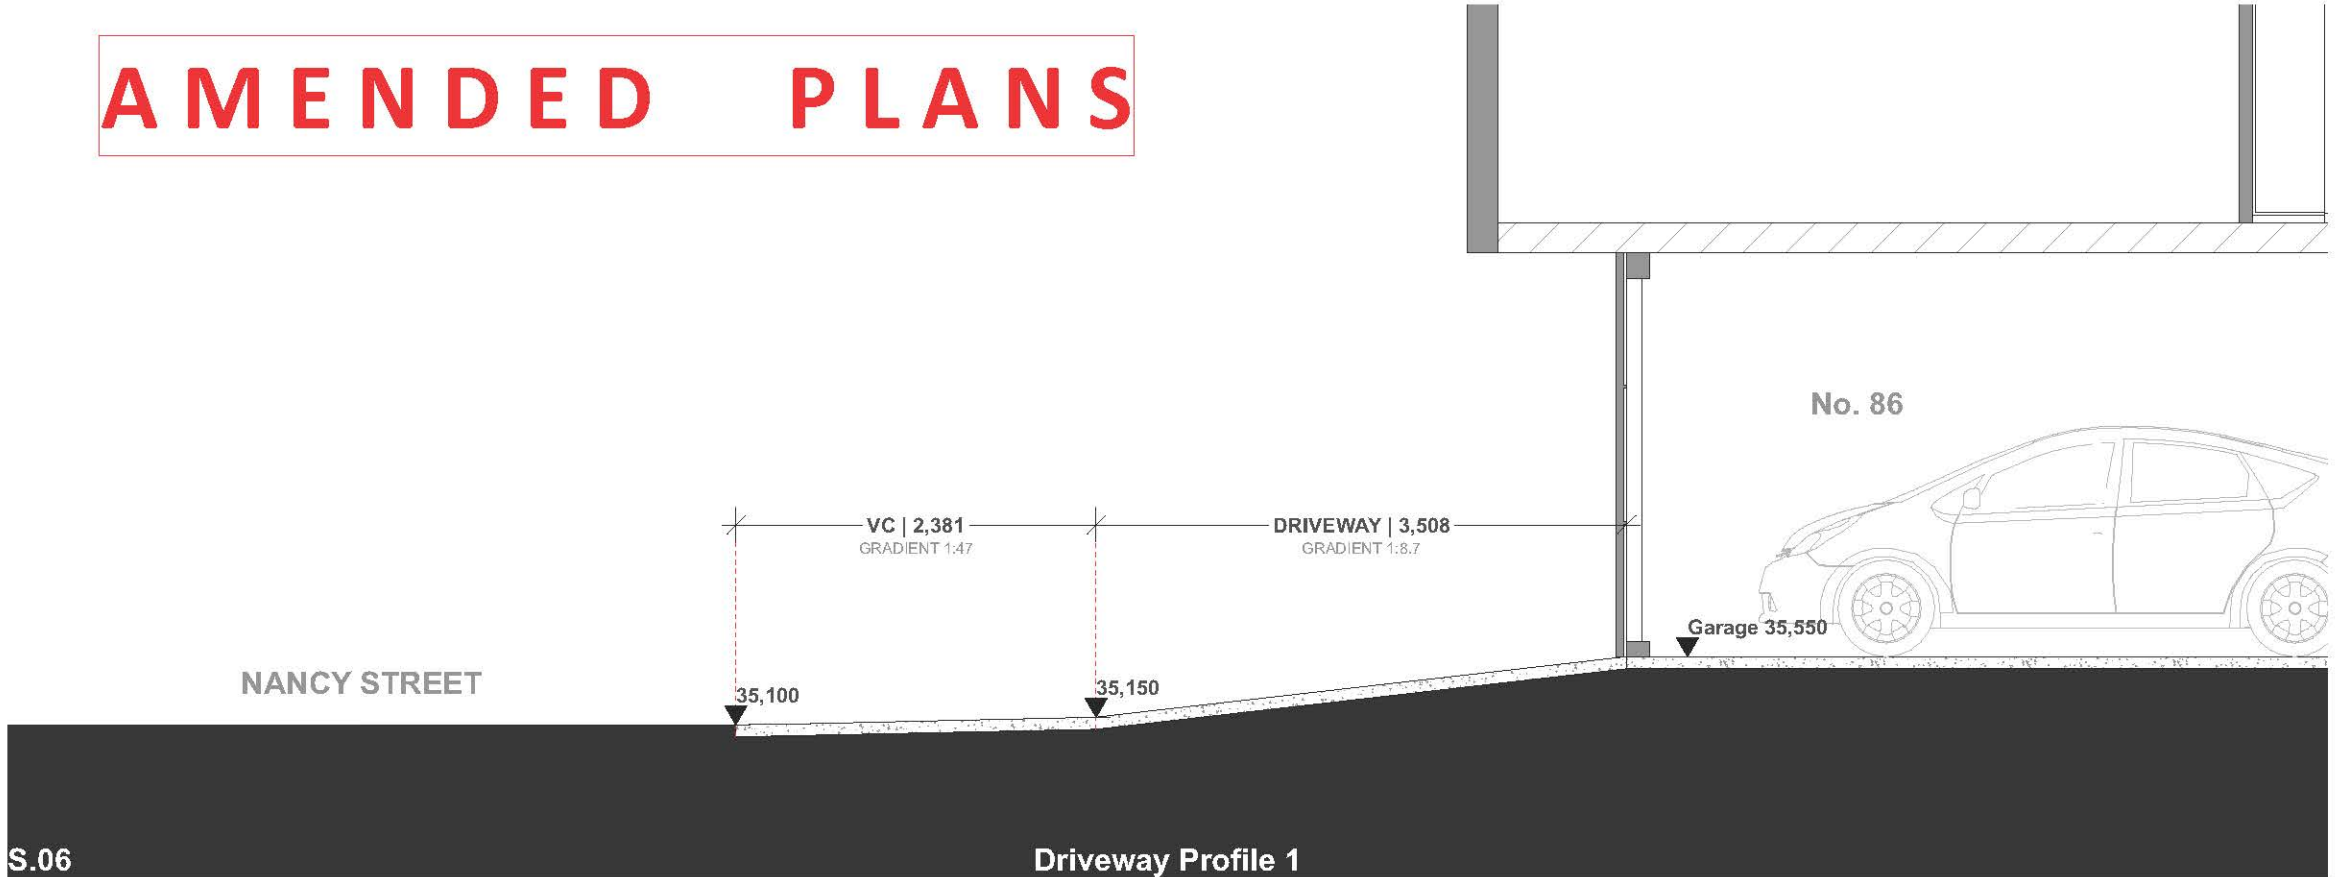 AMENDED PLANS
No. 86
VC | 2,381
GRADIENT 1:47
DRIVEWAY | 3,508
GRADIENT 1:8.7
Garage 35,550
NANCY STREET
35,100
35,150
S.06
Driveway Profile 1